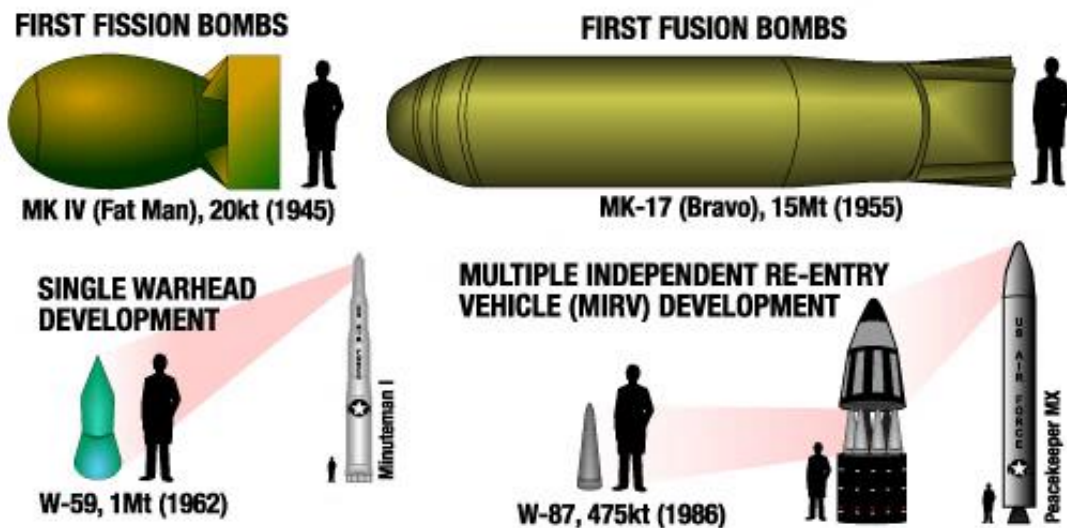 FIRST FISSION BOMBS
FIRST FUSION BOMBS
MK IV (Fat Man), 20kt (1945)
MK-17 (Bravo), 15Mt (1955)
SINGLE WARHEAD
DEVELOPMENT
Minuteman I
W-59, 1Mt (1962)
MULTIPLE INDEPENDENT RE-ENTRY
VEHICLE (MIRV) DEVELOPMENT
US AIR FORCE
Peacekeeper MX
W-87, 475kt (1986)